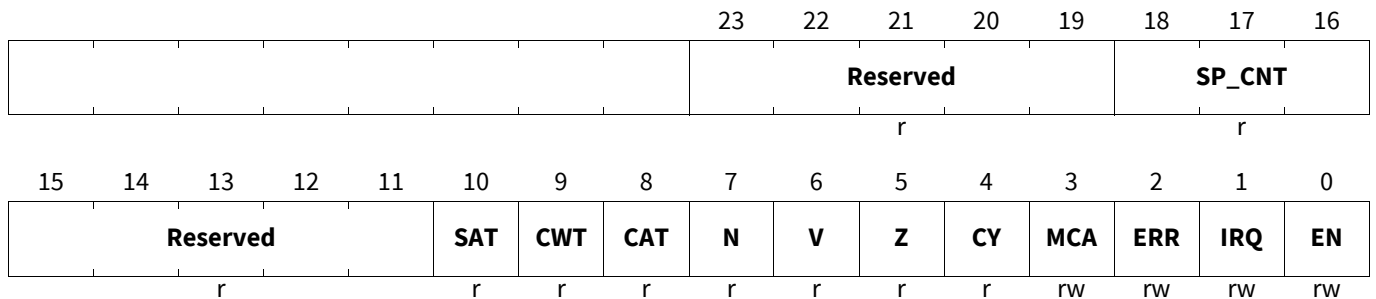 23 22 21 20 19 18 17 16
Reserved SP_CNT
r r
15 14 13 12 11 10 9 8 7 6 5 4 3 2 1 0
Reserved SAT CWT CAT N V Z CY MCA ERR IRQ EN
r r r r r r r r rw rw rw rw